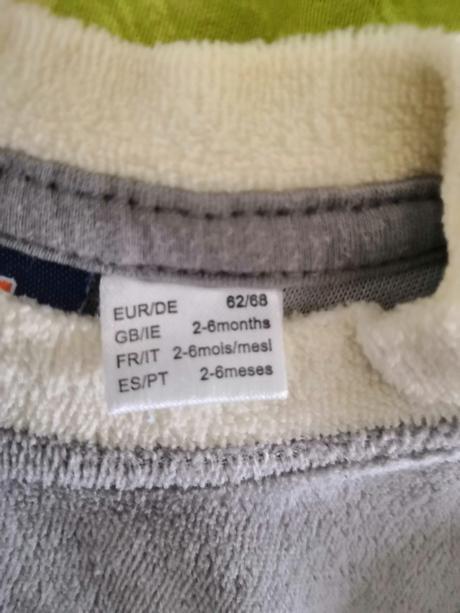 EUR/DE 62/68
GB/IE 2-6months
FR/IT 2-6mois/mesi
ES/PT 2-6meses